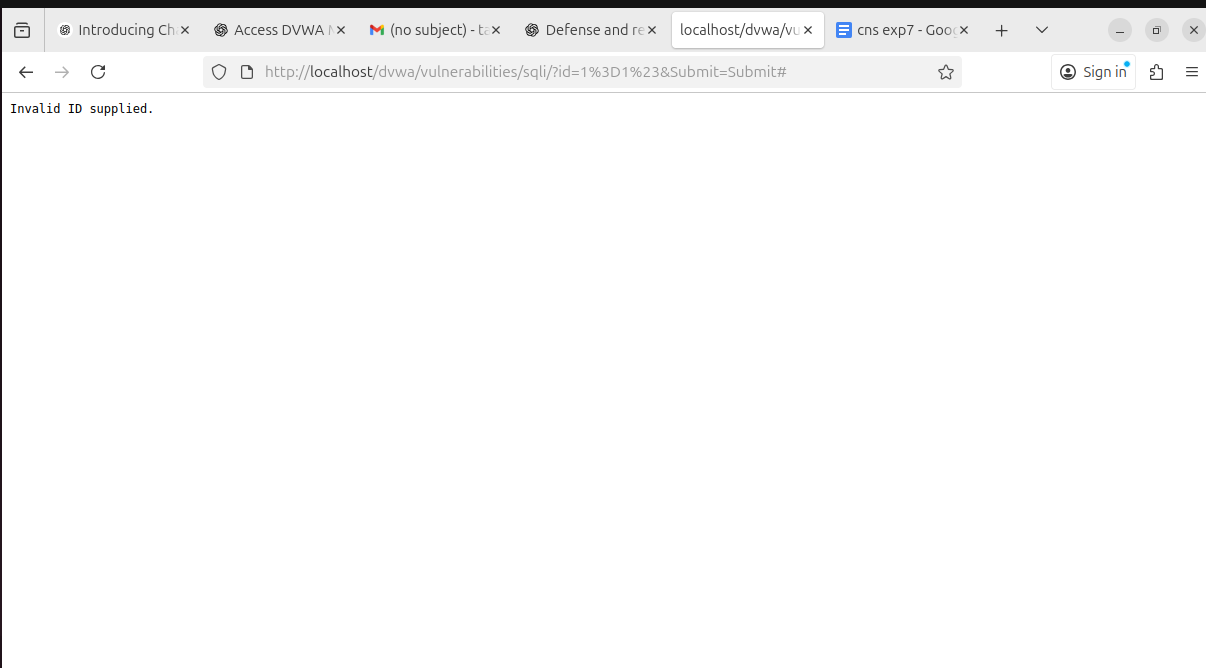 Introducing Ch
Access DVWA
(no subject) - ta
Defense and re
localhost/dvwa/vu
cns exp7 - Goog
http://localhost/dvwa/vulnerabilities/sqli/?id=1%3D1%23&Submit=Submit#
Sign in
Invalid ID supplied.